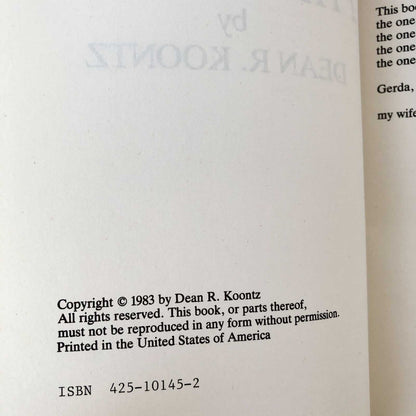 by
DEAN R. KOONTZ
Copyright © 1983 by Dean R. Koontz
All rights reserved. This book, or parts thereof,
must not be reproduced in any form without permission.
Printed in the United States of America
ISBN 425-10145-2
This boo
the one
the one
the one
the one
Gerda,
my wife